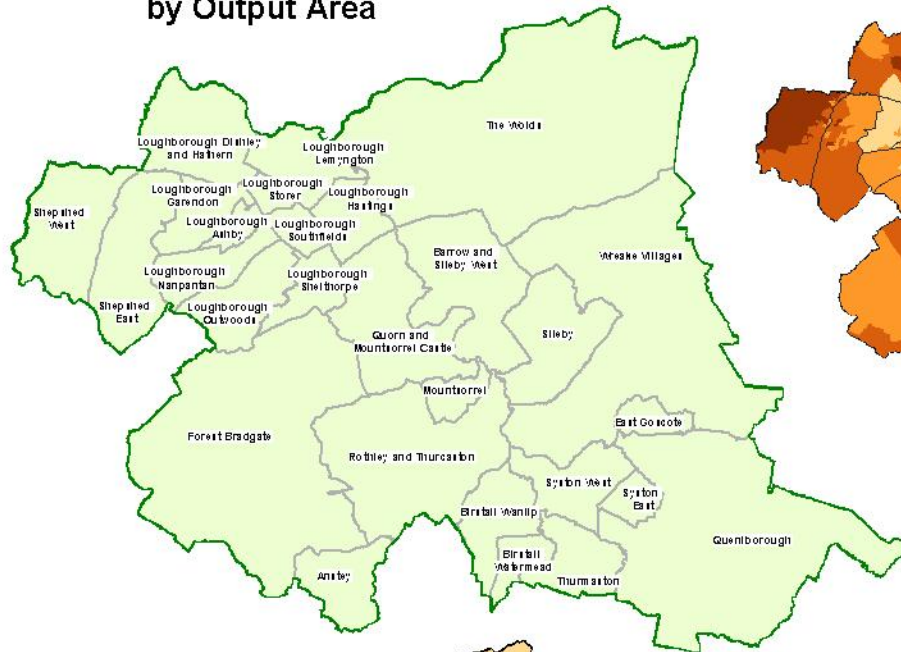 by Output Area
The Wolds
Loughborough Dishley
and Hathern
Loughborough
Lemyngton
Loughborough
Garendon
Loughborough
Storer
Loughborough
Hastings
Shepshed
West
Loughborough
Ashby
Loughborough
Southfields
Barrow and
Sileby West
Wreake Villages
Loughborough
Nanpantan
Loughborough
Shelthorpe
Shepshed
East
Loughborough
Outwoods
Quorn and
Mountsorrel Castle
Sileby
Mountsorrel
East Goscote
Forest Bradgate
Rothley and Thurcaston
Syston West
Syston
East
Birstall Wanlip
Queniborough
Birstall
Watermead
Anstey
Thurmaston